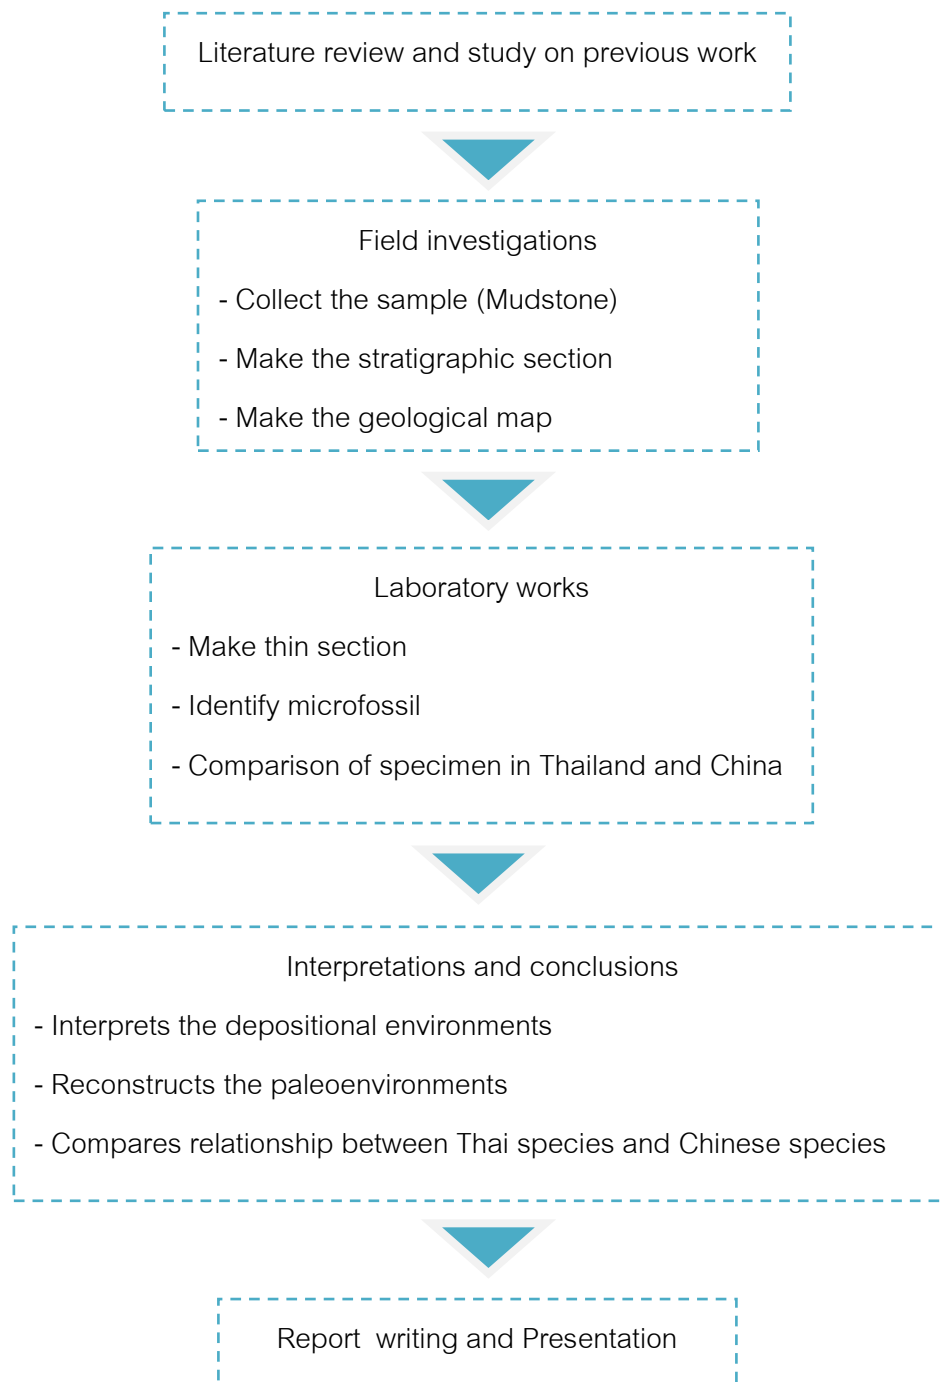 Literature review and study on previous work
Field investigations
- Collect the sample (Mudstone)
- Make the stratigraphic section
- Make the geological map
Laboratory works
- Make thin section
- Identify microfossil
- Comparison of specimen in Thailand and China
Interpretations and conclusions
- Interprets the depositional environments
- Reconstructs the paleoenvironments
- Compares relationship between Thai species and Chinese species
Report  writing and Presentation